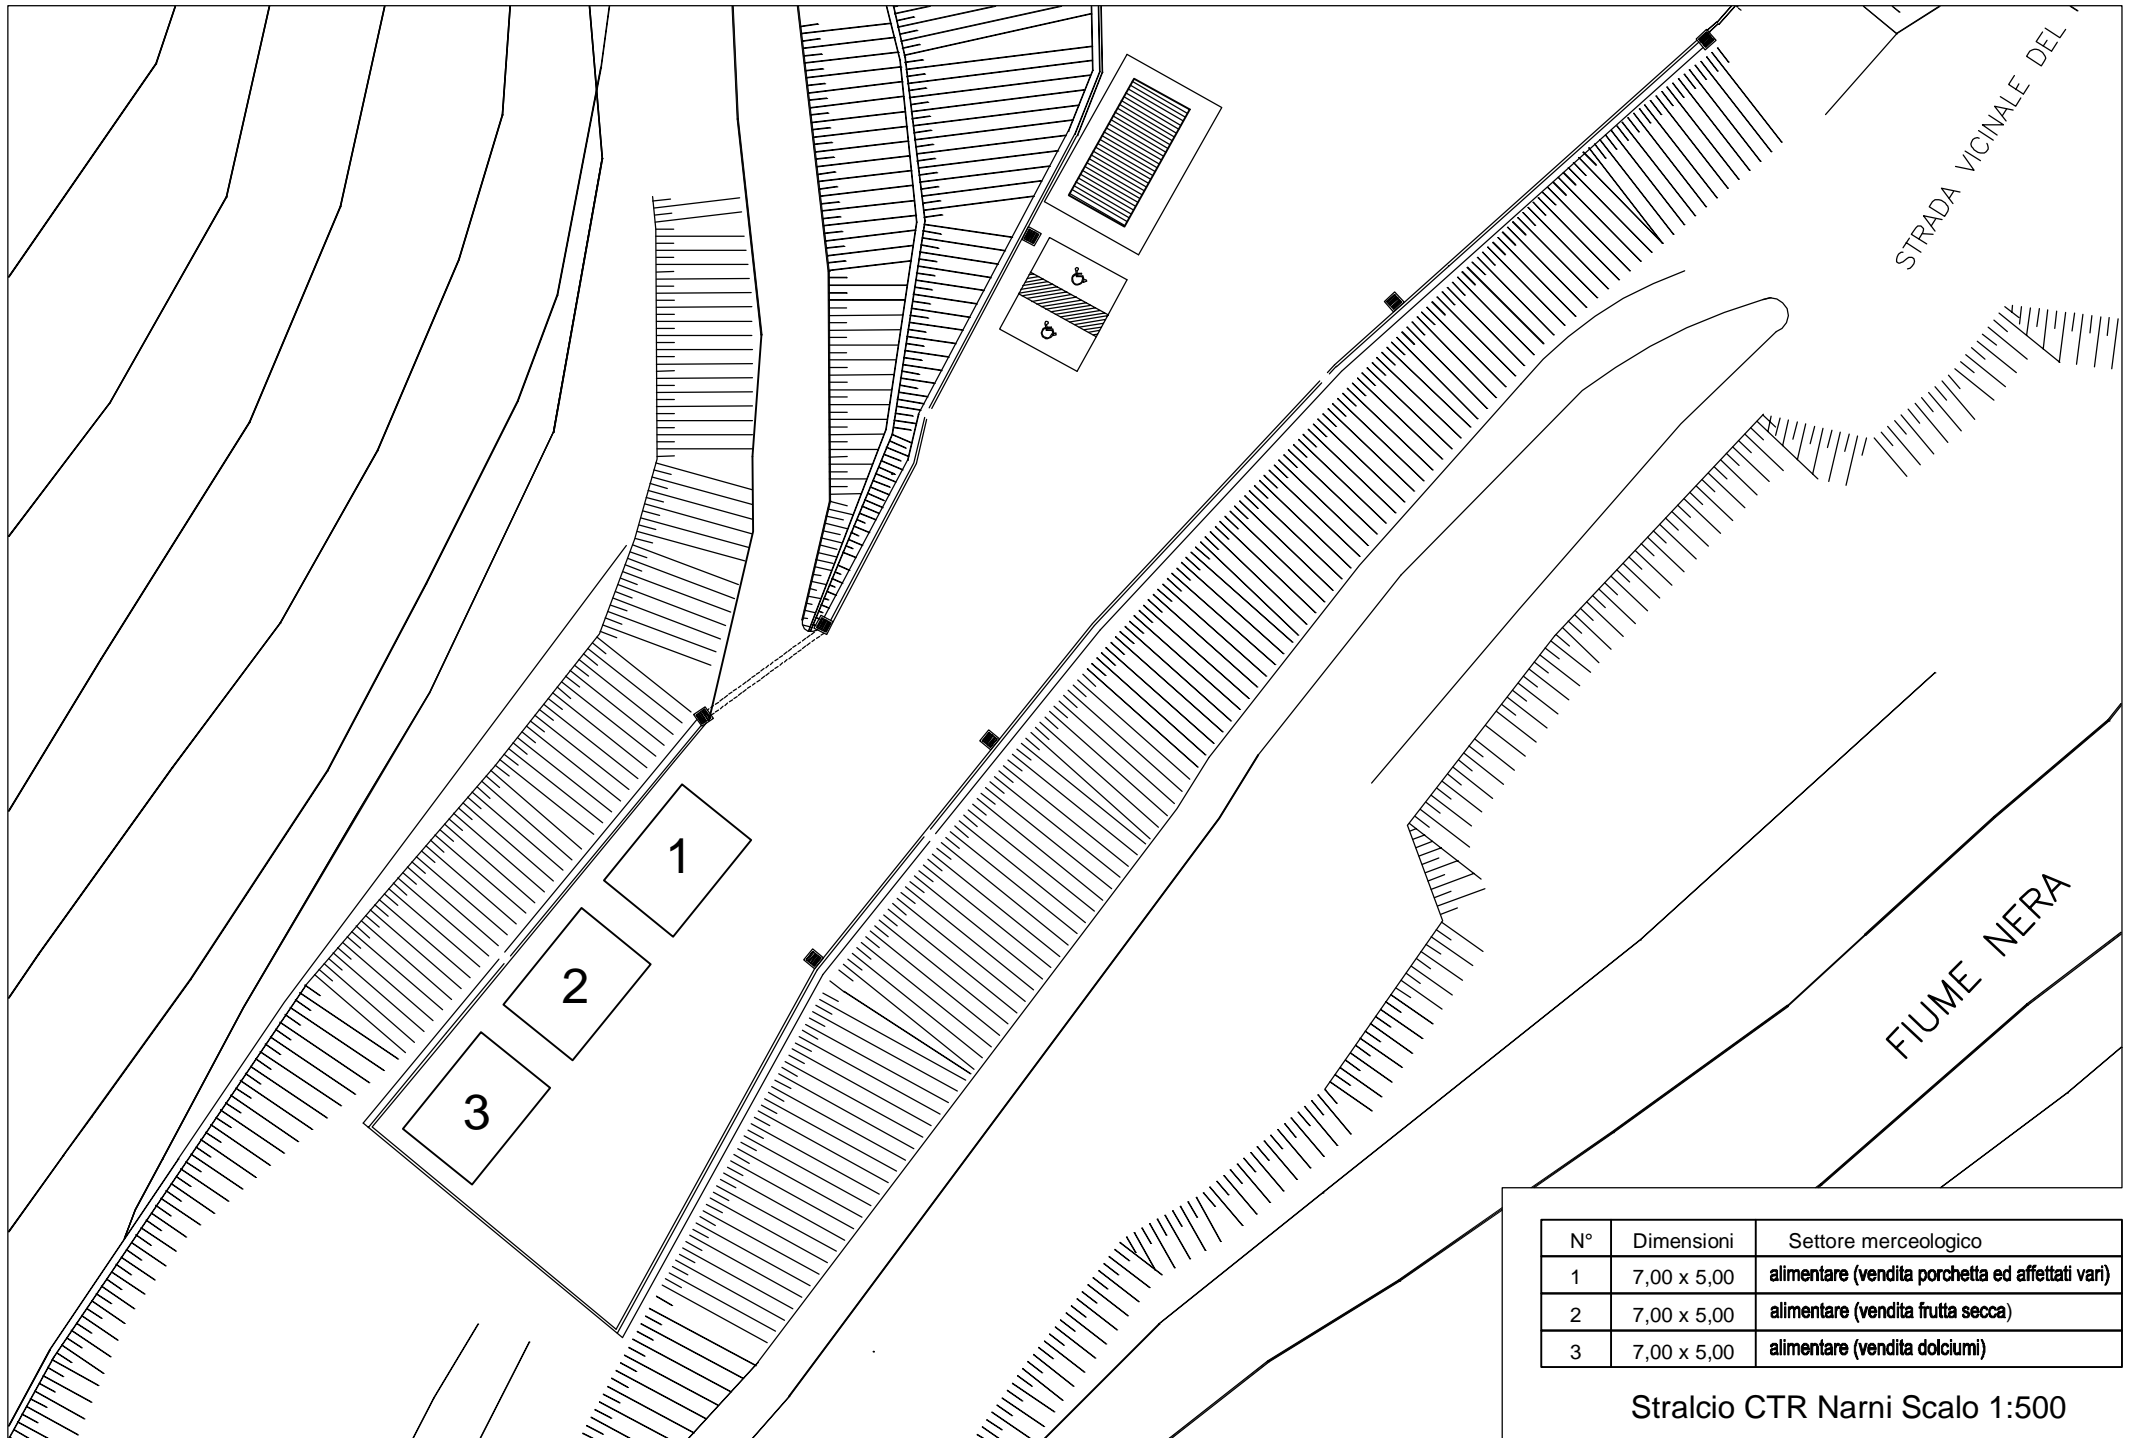 STRADA VICINALE DEL
1
2
3
FIUME NERA
N° Dimensioni Settore merceologico
1 7,00 x 5,00 alimentare (vendita porchetta ed affettati vari)
2 7,00 x 5,00 alimentare (vendita frutta secca)
3 7,00 x 5,00 alimentare (vendita dolciumi)
Stralcio CTR Narni Scalo 1:500